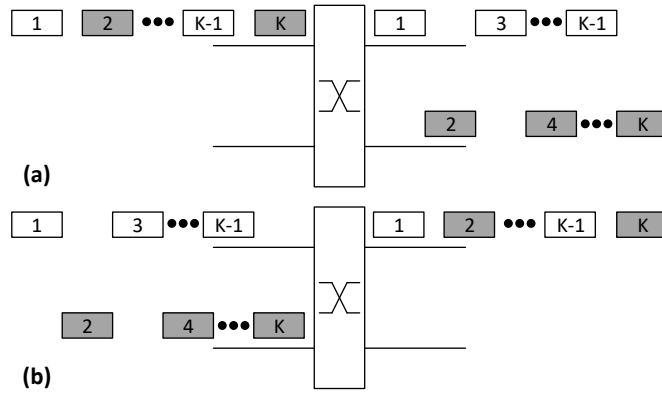 1 2 ••• K-1 K 1 3 ••• K-1
2 4 ••• K
(a)
1 3 ••• K-1 1 2 ••• K-1 K
2 4 ••• K
(b)